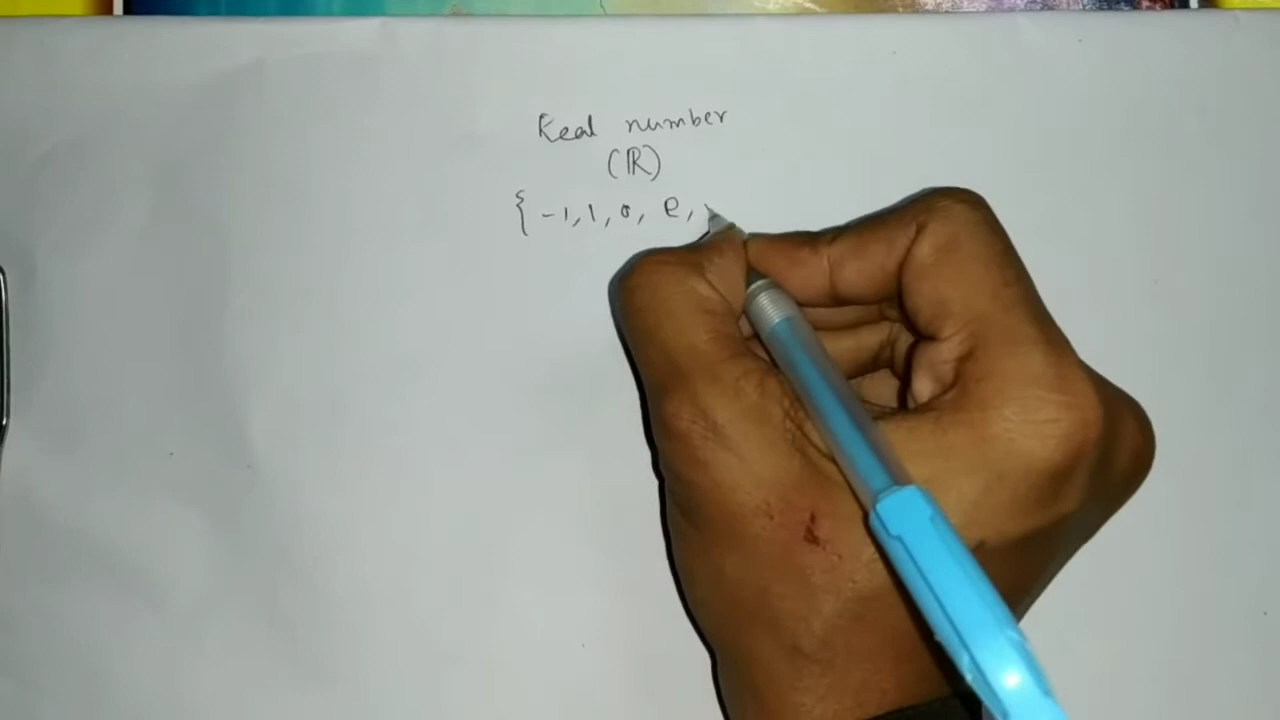 Real number
(ℝ)
{ -1, 1, 0, e,